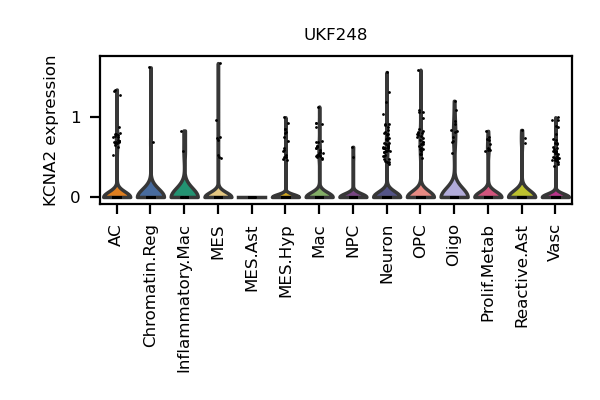 UKF248
KCNA2 expression
1
0
AC
Chromatin.Reg
Inflammatory.Mac
MES
MES.Ast
MES.Hyp
Mac
NPC
Neuron
OPC
Oligo
Prolif.Metab
Reactive.Ast
Vasc